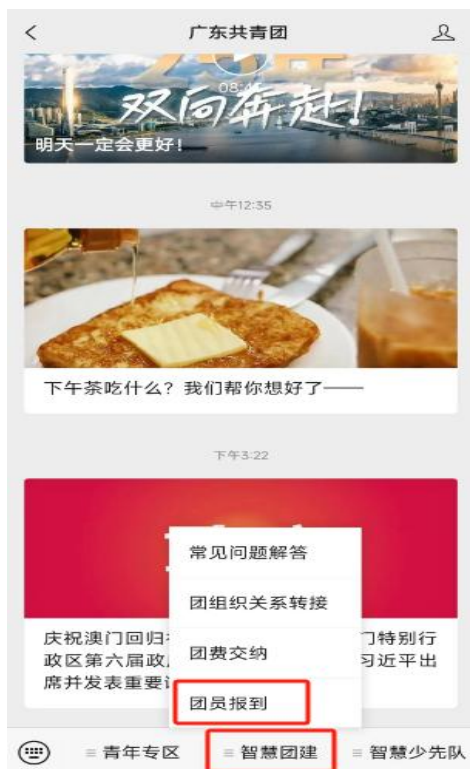 广东共青团
08:45
双向奔赴!
明天一定会更好!
中午12:35
下午茶吃什么?我们帮你想好了——
下午3:22
常见问题解答
团组织关系转接
团费交纳
团员报到
庆祝澳门回归
门特别行
政区第六届政
习近平出
席并发表重要
青年专区
智慧团建
智慧少先队